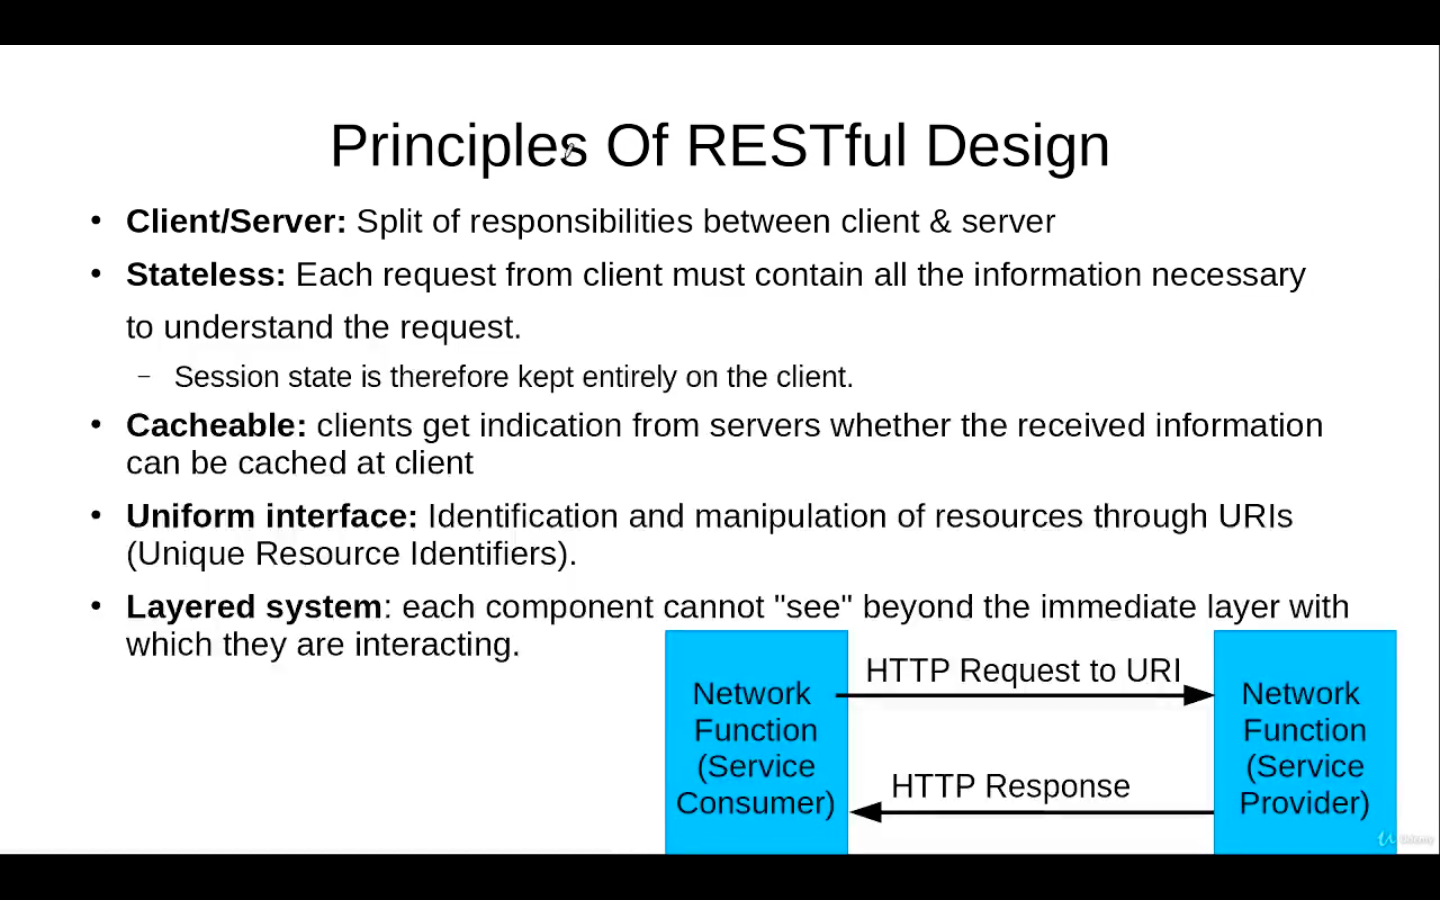 Principles Of RESTful Design
• Client/Server: Split of responsibilities between client & server
• Stateless: Each request from client must contain all the information necessary
to understand the request.
– Session state is therefore kept entirely on the client.
• Cacheable: clients get indication from servers whether the received information
can be cached at client
• Uniform interface: Identification and manipulation of resources through URIs
(Unique Resource Identifiers).
• Layered system: each component cannot "see" beyond the immediate layer with
which they are interacting.
Network
Function
(Service
Consumer)
HTTP Request to URI
HTTP Response
Network
Function
(Service
Provider)
Udemy